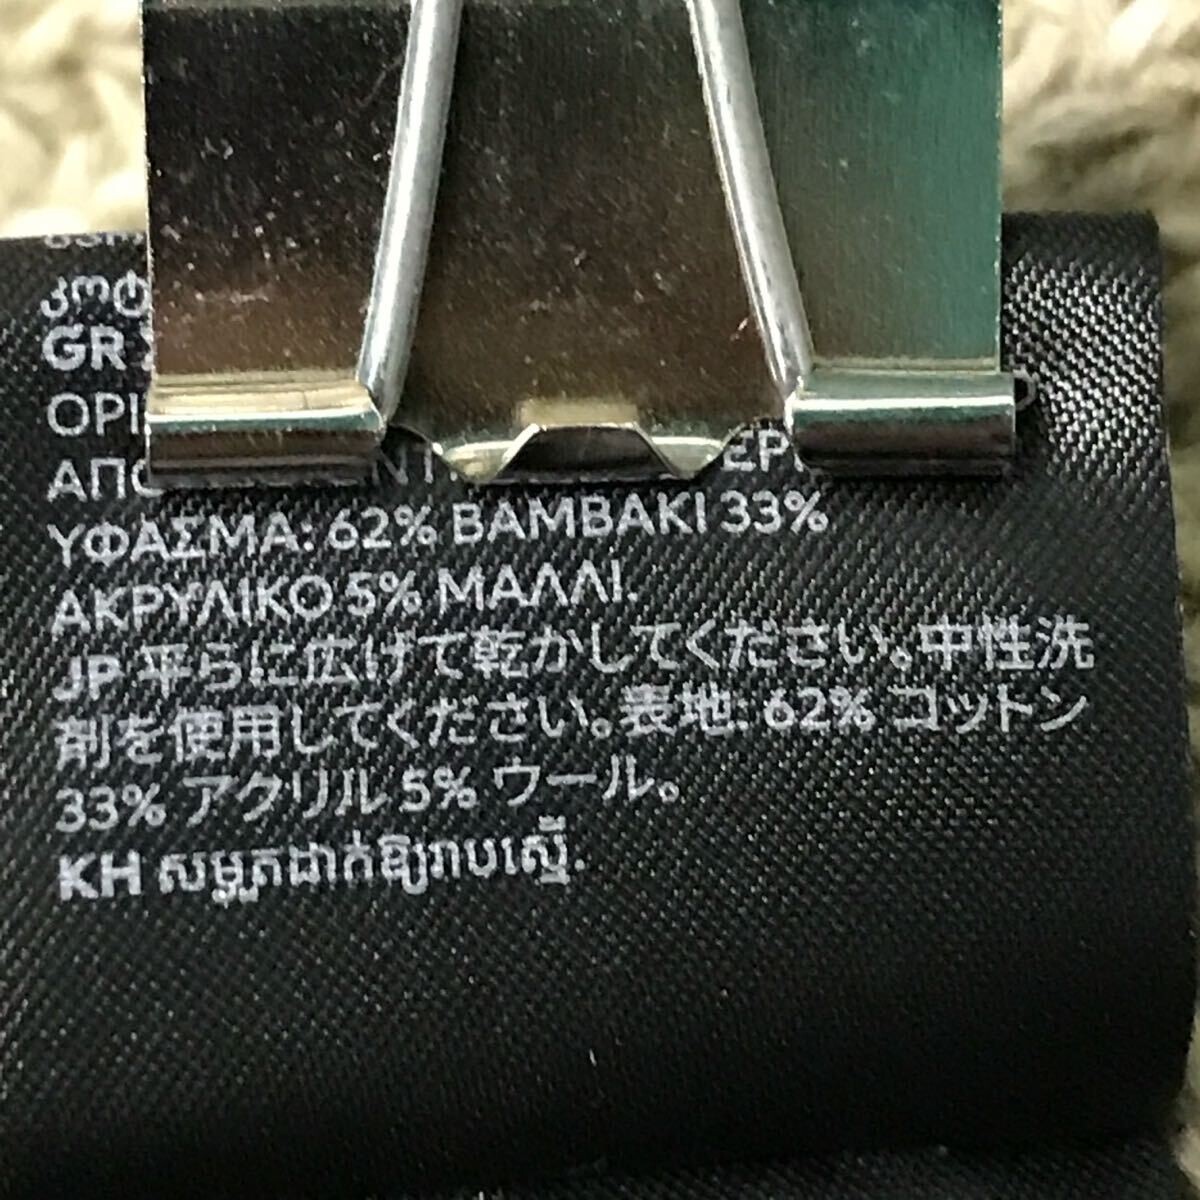 GR
ΟΡΙ
ΑΠΟ
ΥΦΑΣΜΑ: 62% ΒΑΜΒΑΚΙ 33%
ΑΚΡΥΛΙΚΟ 5% ΜΑΛΛΙ.
JP 平らに広げて乾かしてください。中性洗
剤を使用してください。表地: 62% コットン
33% アクリル 5% ウール。
KH សម្ងួតដាក់ឱ្យរាបស្មើ.